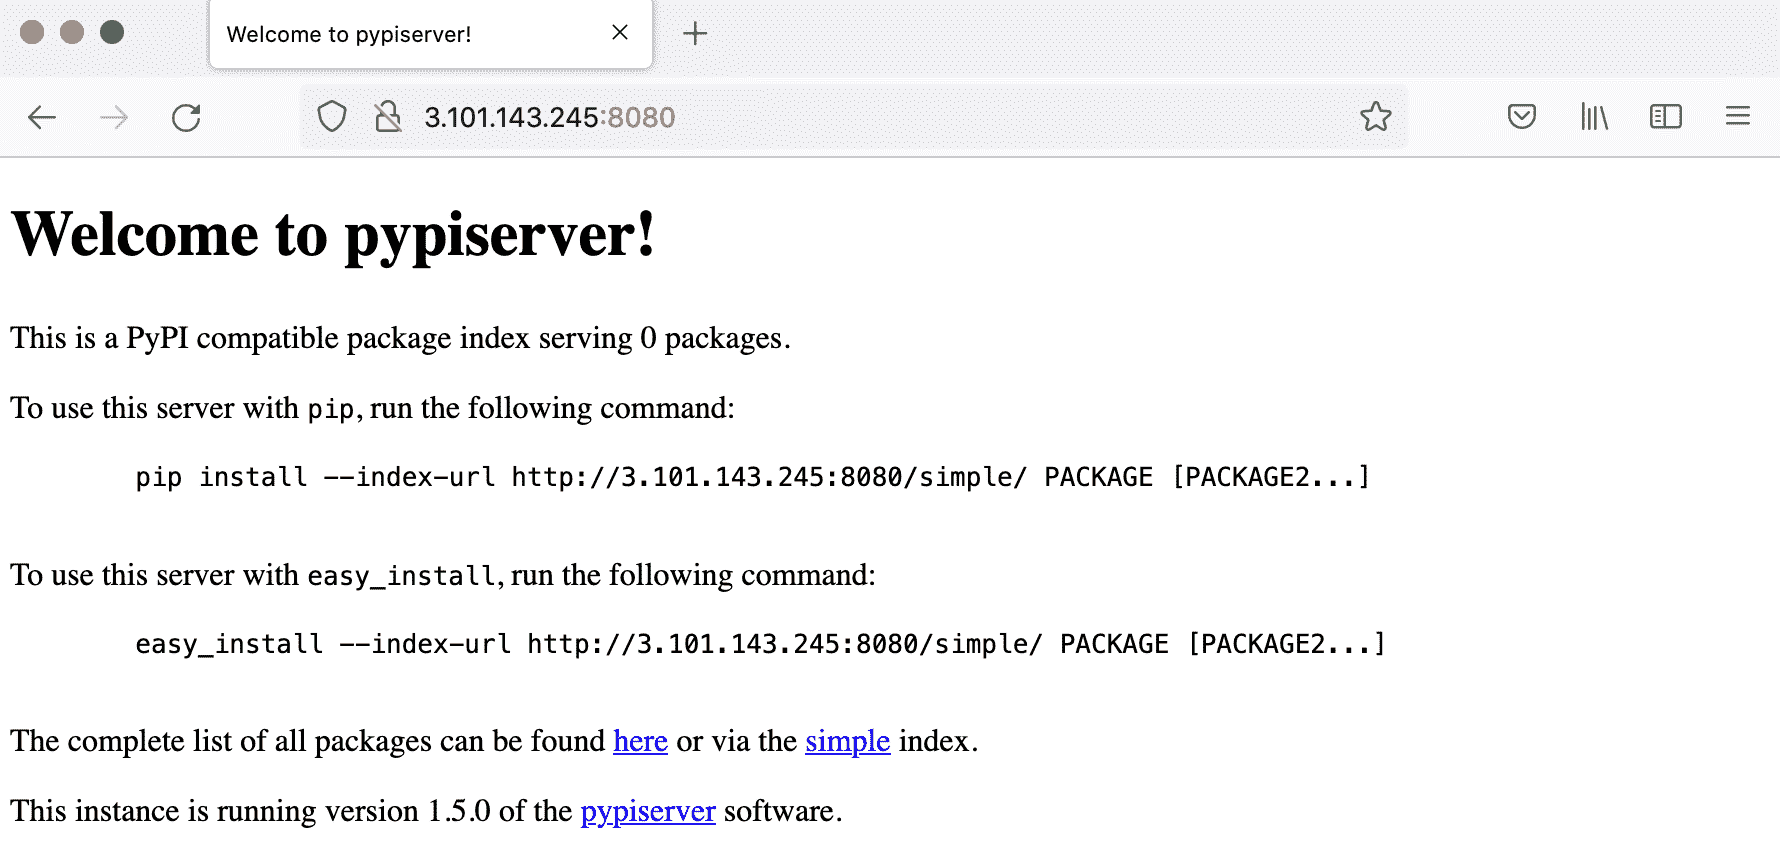 Welcome to pypiserver!
3.101.143.245:8080
Welcome to pypiserver!
This is a PyPI compatible package index serving 0 packages.
To use this server with pip, run the following command:
pip install --index-url http://3.101.143.245:8080/simple/ PACKAGE [PACKAGE2...]
To use this server with easy_install, run the following command:
easy_install --index-url http://3.101.143.245:8080/simple/ PACKAGE [PACKAGE2...]
The complete list of all packages can be found here or via the simple index.
This instance is running version 1.5.0 of the pypiserver software.